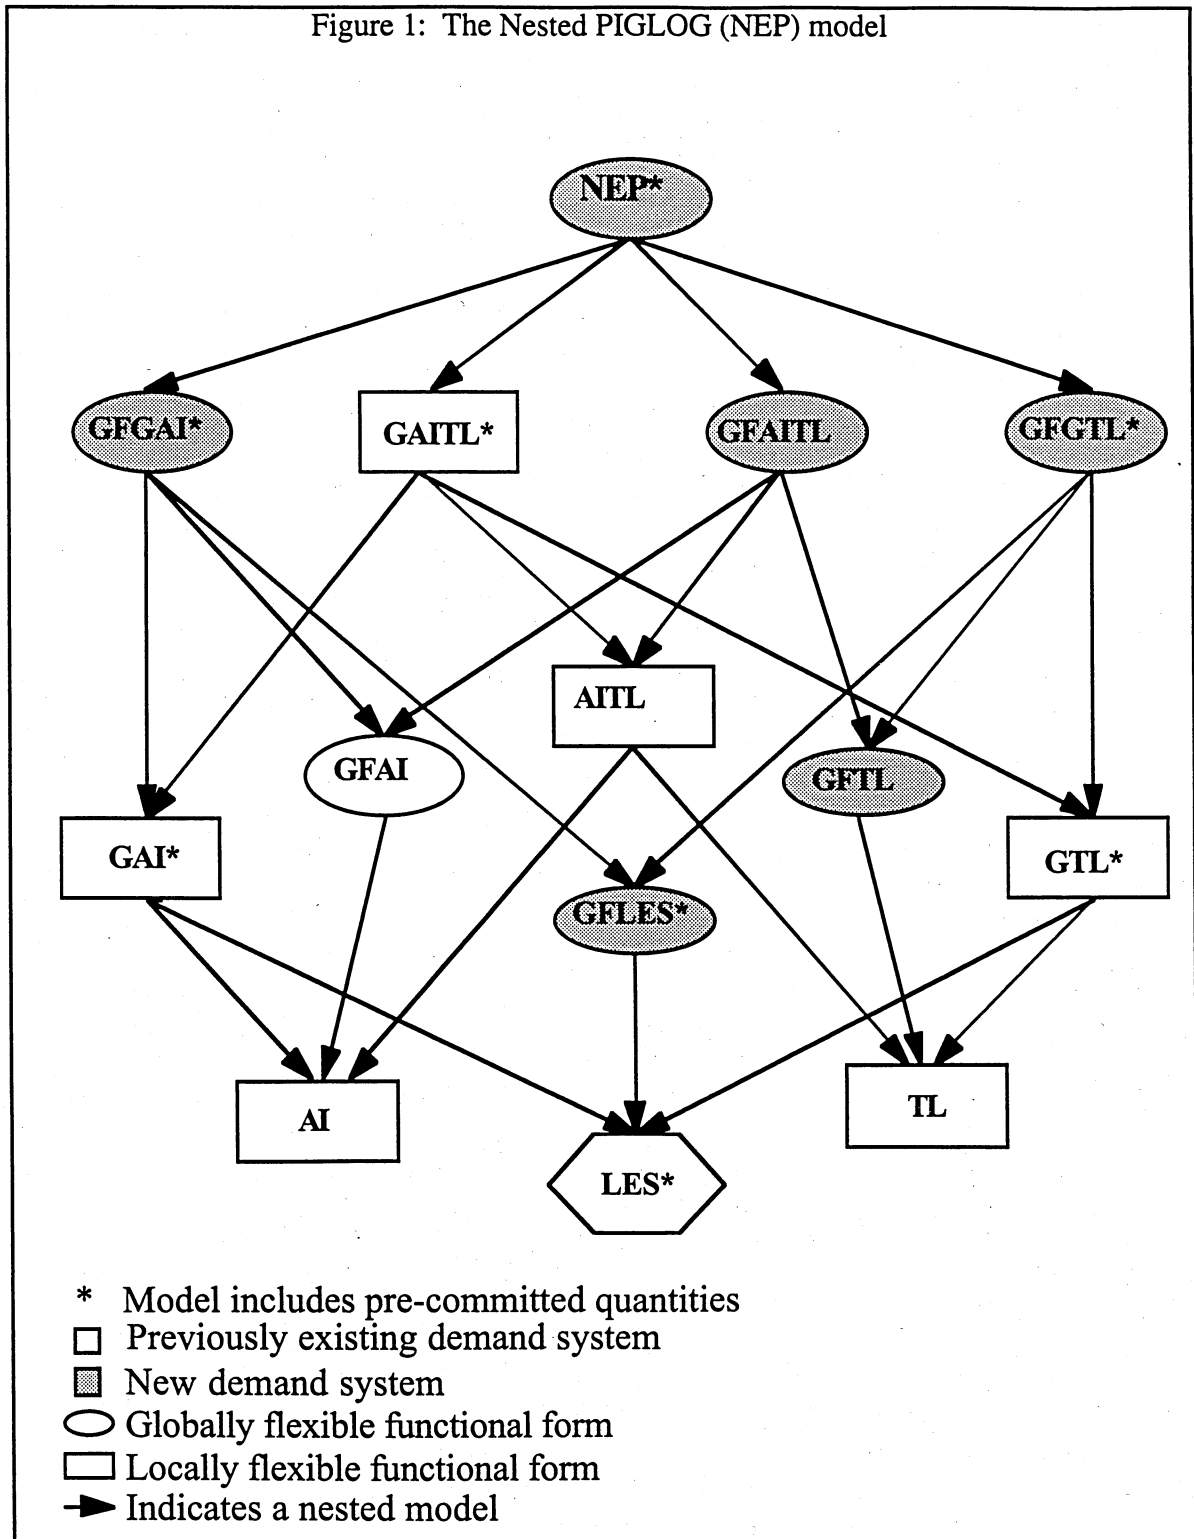 Figure 1: The Nested PIGLOG (NEP) model
NEP*
GFGAI*
GAITL*
GFAITL
GFGTL*
AITL
GFAI
GFTL
GAI*
GTL*
GFLES*
AI
TL
LES*
* Model includes pre-committed quantities
Previously existing demand system
New demand system
Globally flexible functional form
Locally flexible functional form
Indicates a nested model